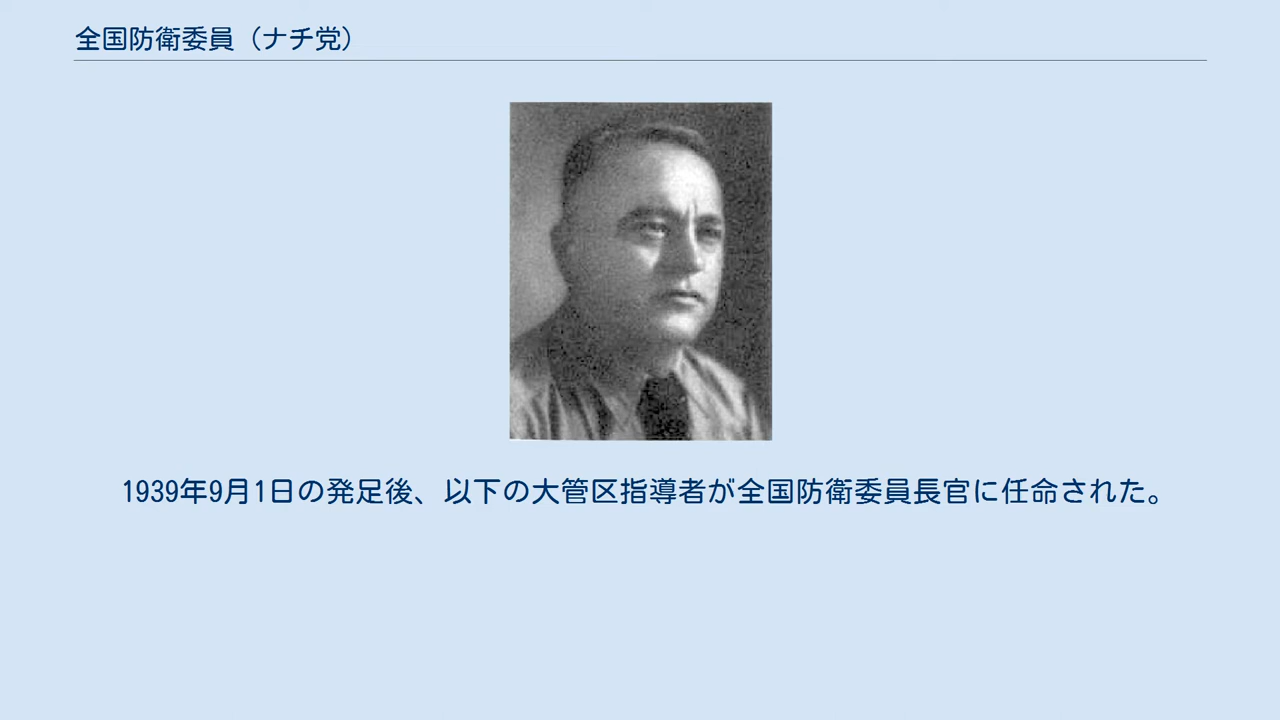 全国防衛委員（ナチ党）
1939年9月1日の発足後、以下の大管区指導者が全国防衛委員長官に任命された。